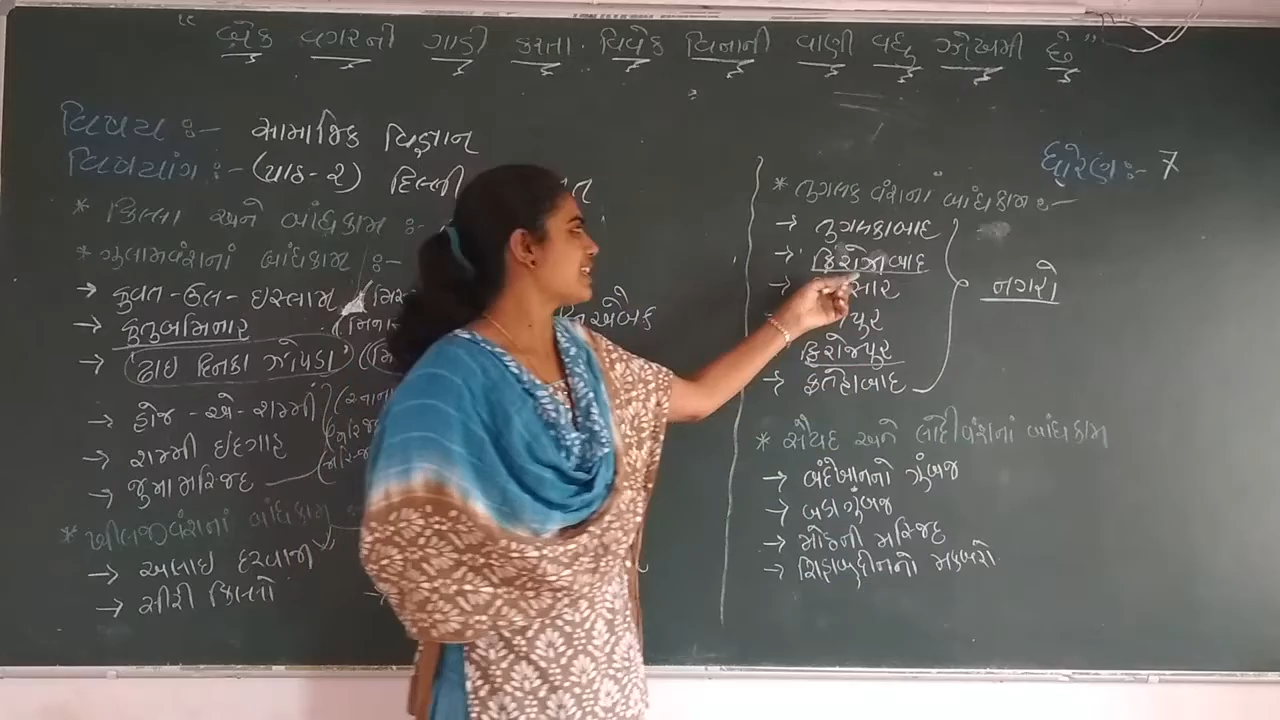 "બ્રેક વગરની ગાડી કરતા વિવેક વિનાની વાણી વધુ જોખમી છે"
વિષય :- સામાજિક વિજ્ઞાન
વિષયાંગ :- (પાઠ-૨) દિલ્લી
ધોરણ :- 7
* કિલ્લા અને બાંધકામ :-
* ગુલામવંશનાં બાંધકામ :-
→ કુવત-ઉલ-ઇસ્લામ
→ કુતુબમિનાર
→ 'ઢાઇ દિનકા ઝોંપડા'
→ હોજ-એ-શમ્મી
→ શમ્મી ઇદગાહ
→ જુમા મસ્જિદ
* ખીલજીવંશનાં બાંધકામ
→ અલાઇ દરવાજા
→ સીરી કિલ્લો
* તુગલક વંશનાં બાંધકામ :-
→ તુગલકાબાદ
→ ફિરોજાબાદ
નગરો
ફિરોજપુર
→ ફતેહાબાદ
* સૈયદ અને લોદીવંશનાં બાંધકામ
→ બંદેખાનનો ગુંબજ
→ બડાગુંબજ
→ મોઠની મસ્જિદ
→ શિહાબુદ્દીનનો મકબરો